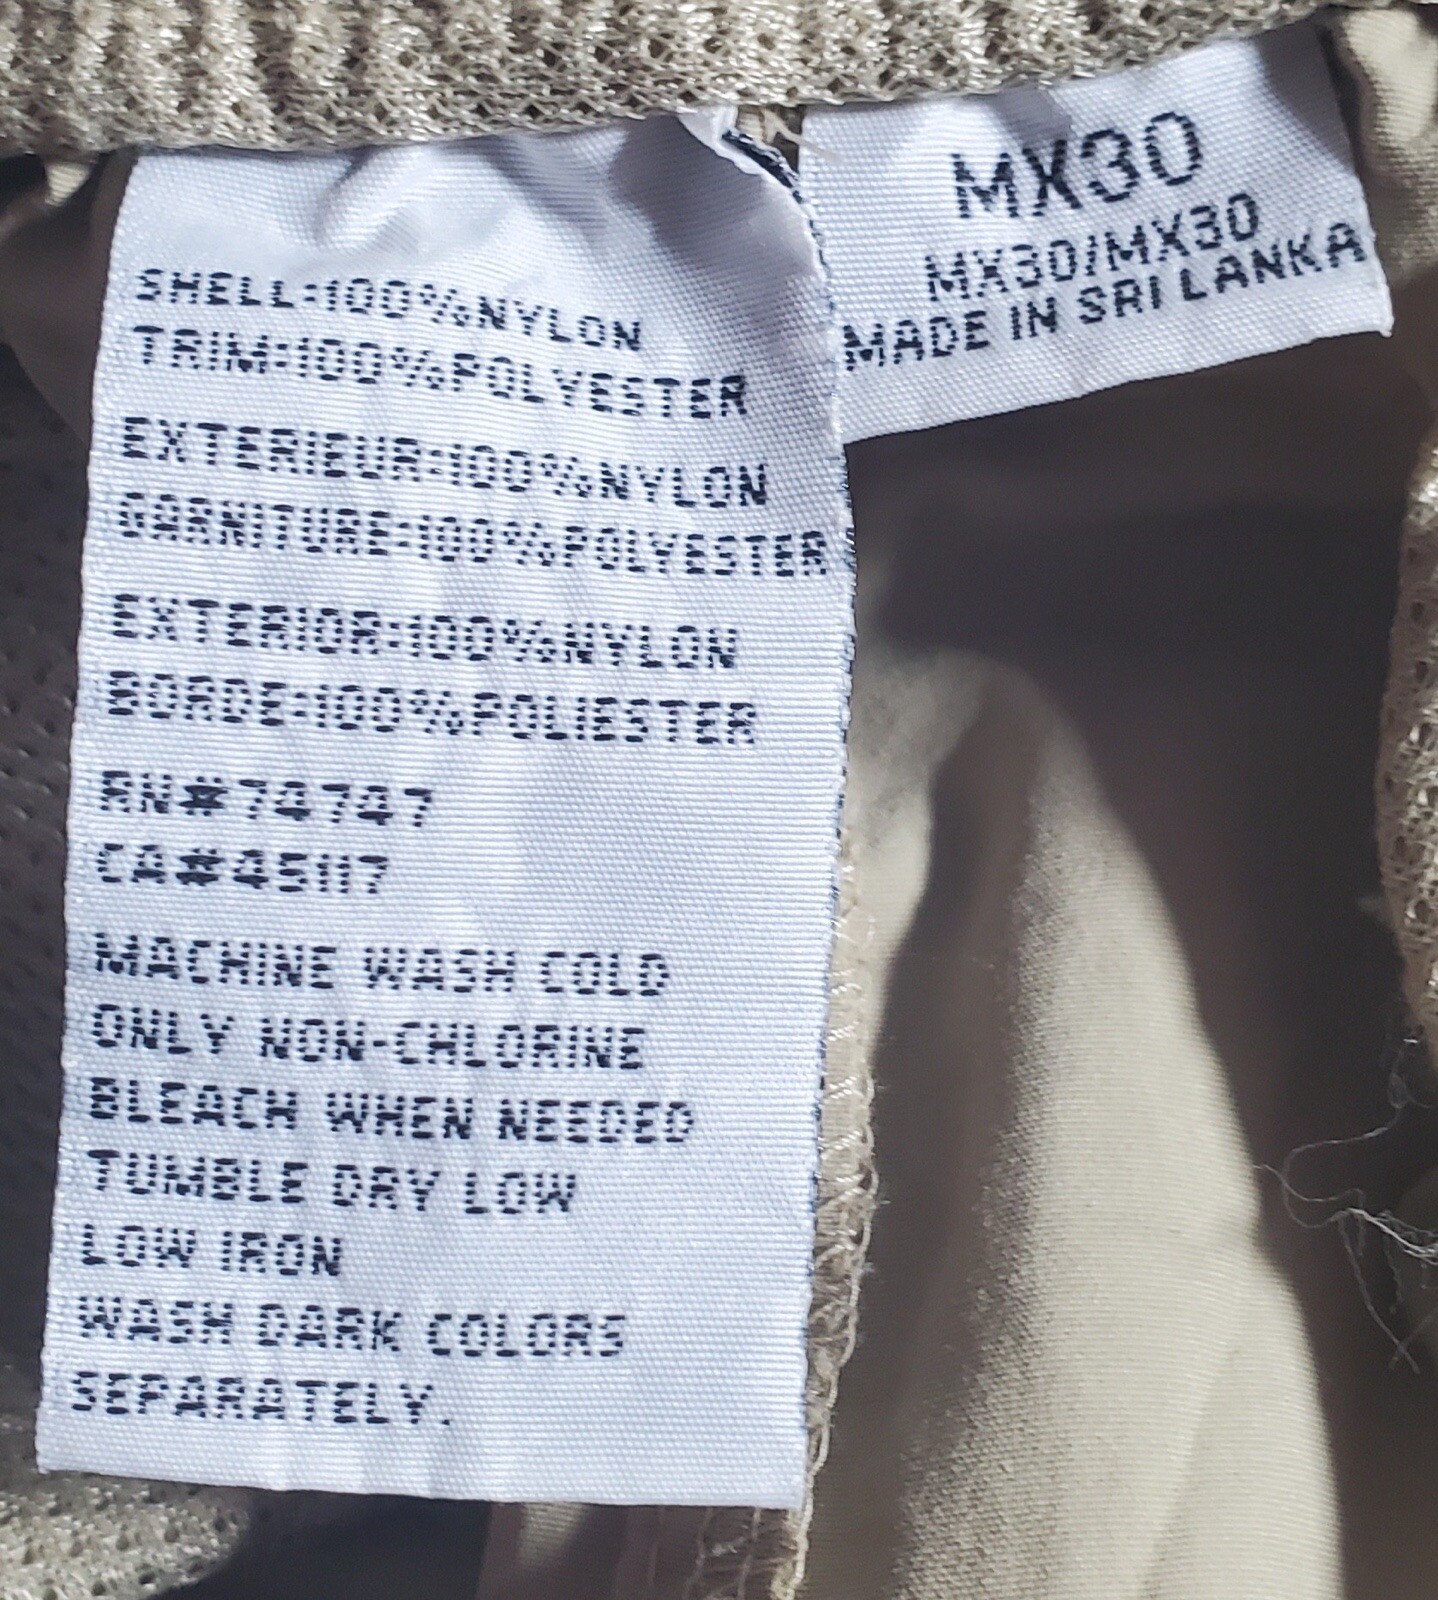 SHELL:100%NYLON
TRIM:100%POLYESTER
EXTERIEUR:100%NYLON
GARNITURE:100%POLYESTER
EXTERIOR:100%NYLON
BORDE:100%POLIESTER
RN#74747
CA#45117
MACHINE WASH COLD
ONLY NON-CHLORINE
BLEACH WHEN NEEDED
TUMBLE DRY LOW
LOW IRON
WASH DARK COLORS
SEPARATELY.
MX30
MX30/MX30
MADE IN SRI LANKA